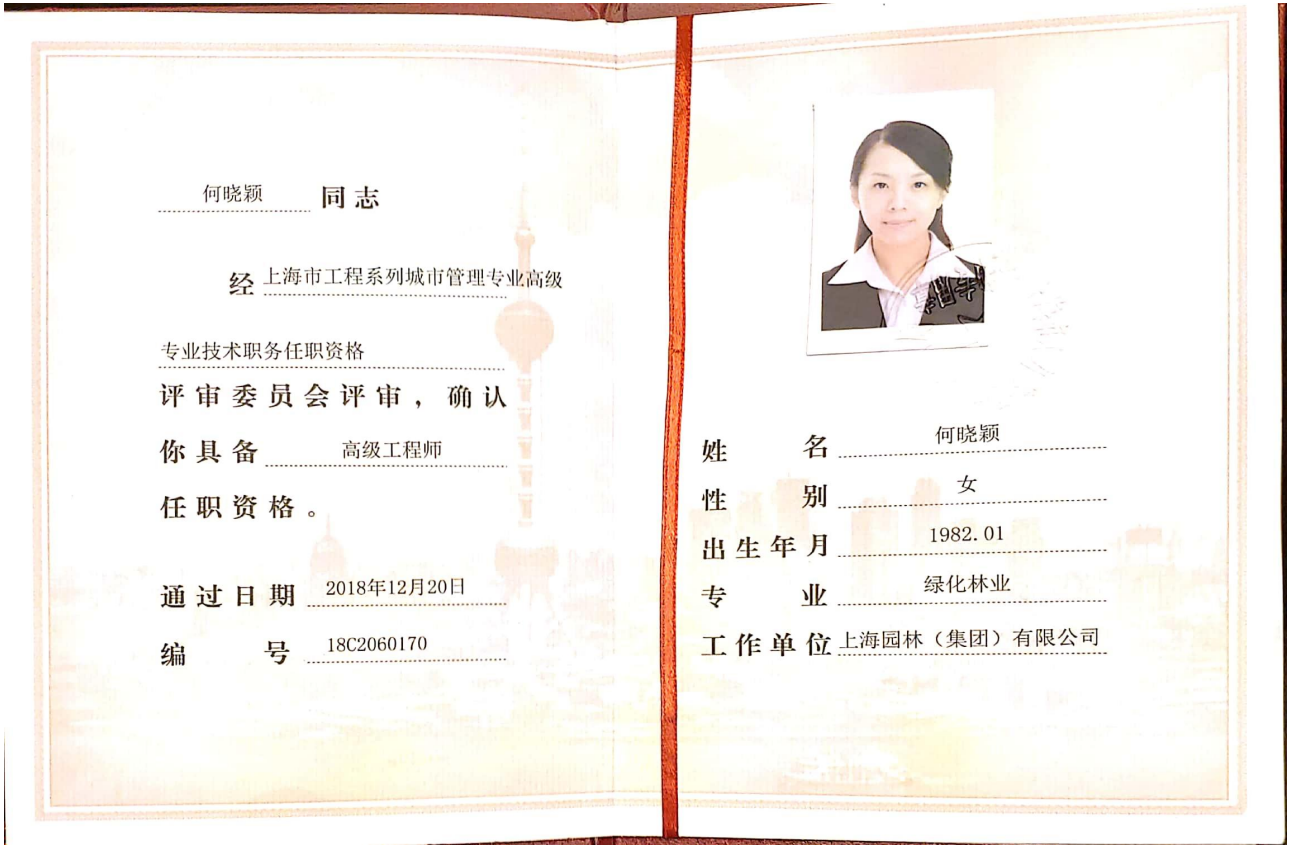 何晓颖 同志
经 上海市工程系列城市管理专业高级
专业技术职务任职资格
评审委员会评审，确认
你具备 高级工程师
任职资格。
通过日期 2018年12月20日
编号 18C2060170
姓名 何晓颖
性别 女
出生年月 1982.01
专业 绿化林业
工作单位 上海园林（集团）有限公司